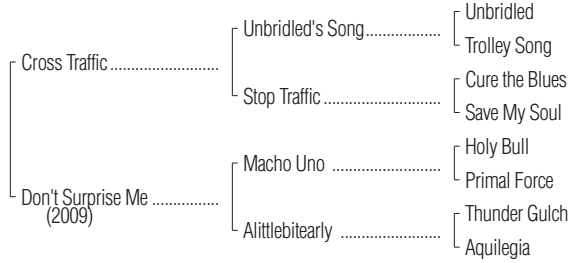 Unbridled
Unbridled's Song....................
Trolley Song
Cross Traffic.............................
Cure the Blues
Stop Traffic...............................
Save My Soul
Holy Bull
Macho Uno ............................
Primal Force
Don't Surprise Me .................
(2009)
Thunder Gulch
Alittlebitearly ..........................
Aquilegia